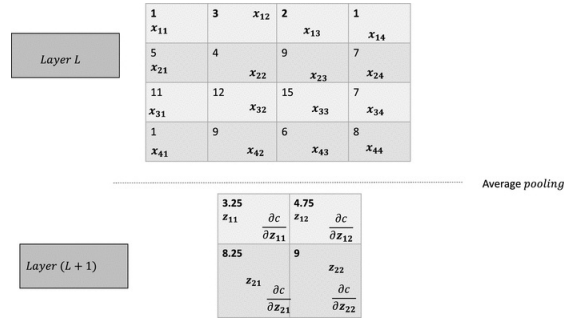 1 3 x₁₂ 2 1
x₁₁ x₁₃ x₁₄
Layer L
5 4 9 7
x₂₁ x₂₂ x₂₃ x₂₄
11 12 15 7
x₃₁ x₃₂ x₃₃ x₃₄
1 9 6 8
x₄₁ x₄₂ x₄₃ x₄₄
Average pooling
3.25 4.75
z₁₁ ∂c/∂z₁₁ z₁₂ ∂c/∂z₁₂
Layer (L + 1)
8.25 9
z₂₁ z₂₂
∂c/∂z₂₁ ∂c/∂z₂₂